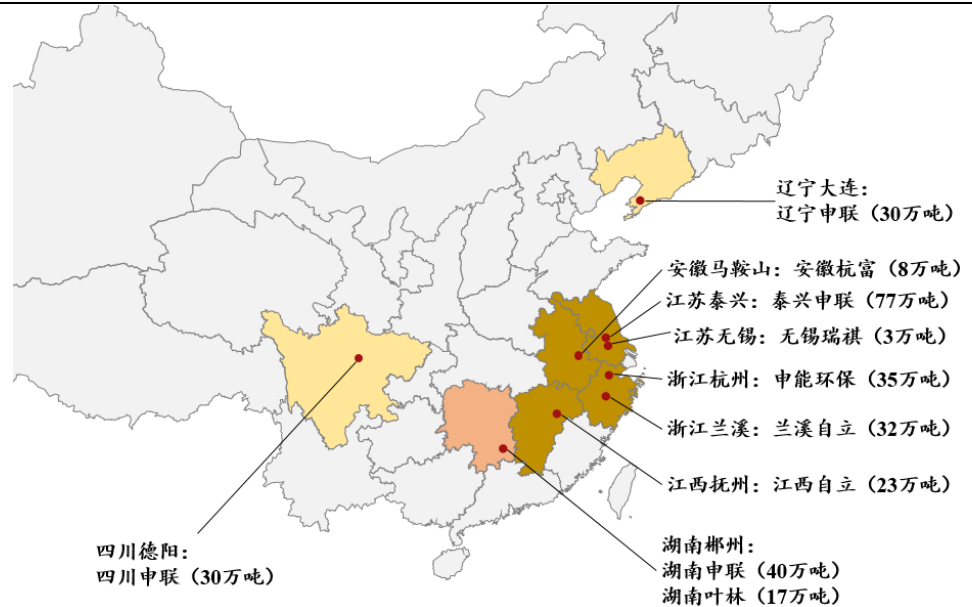 辽宁大连：
辽宁申联（30万吨）
安徽马鞍山：安徽杭富（8万吨）
江苏泰兴：泰兴申联（77万吨）
江苏无锡：无锡瑞祺（3万吨）
浙江杭州：申能环保（35万吨）
浙江兰溪：兰溪自立（32万吨）
江西抚州：江西自立（23万吨）
湖南郴州：
湖南申联（40万吨）
湖南叶林（17万吨）
四川德阳：
四川申联（30万吨）